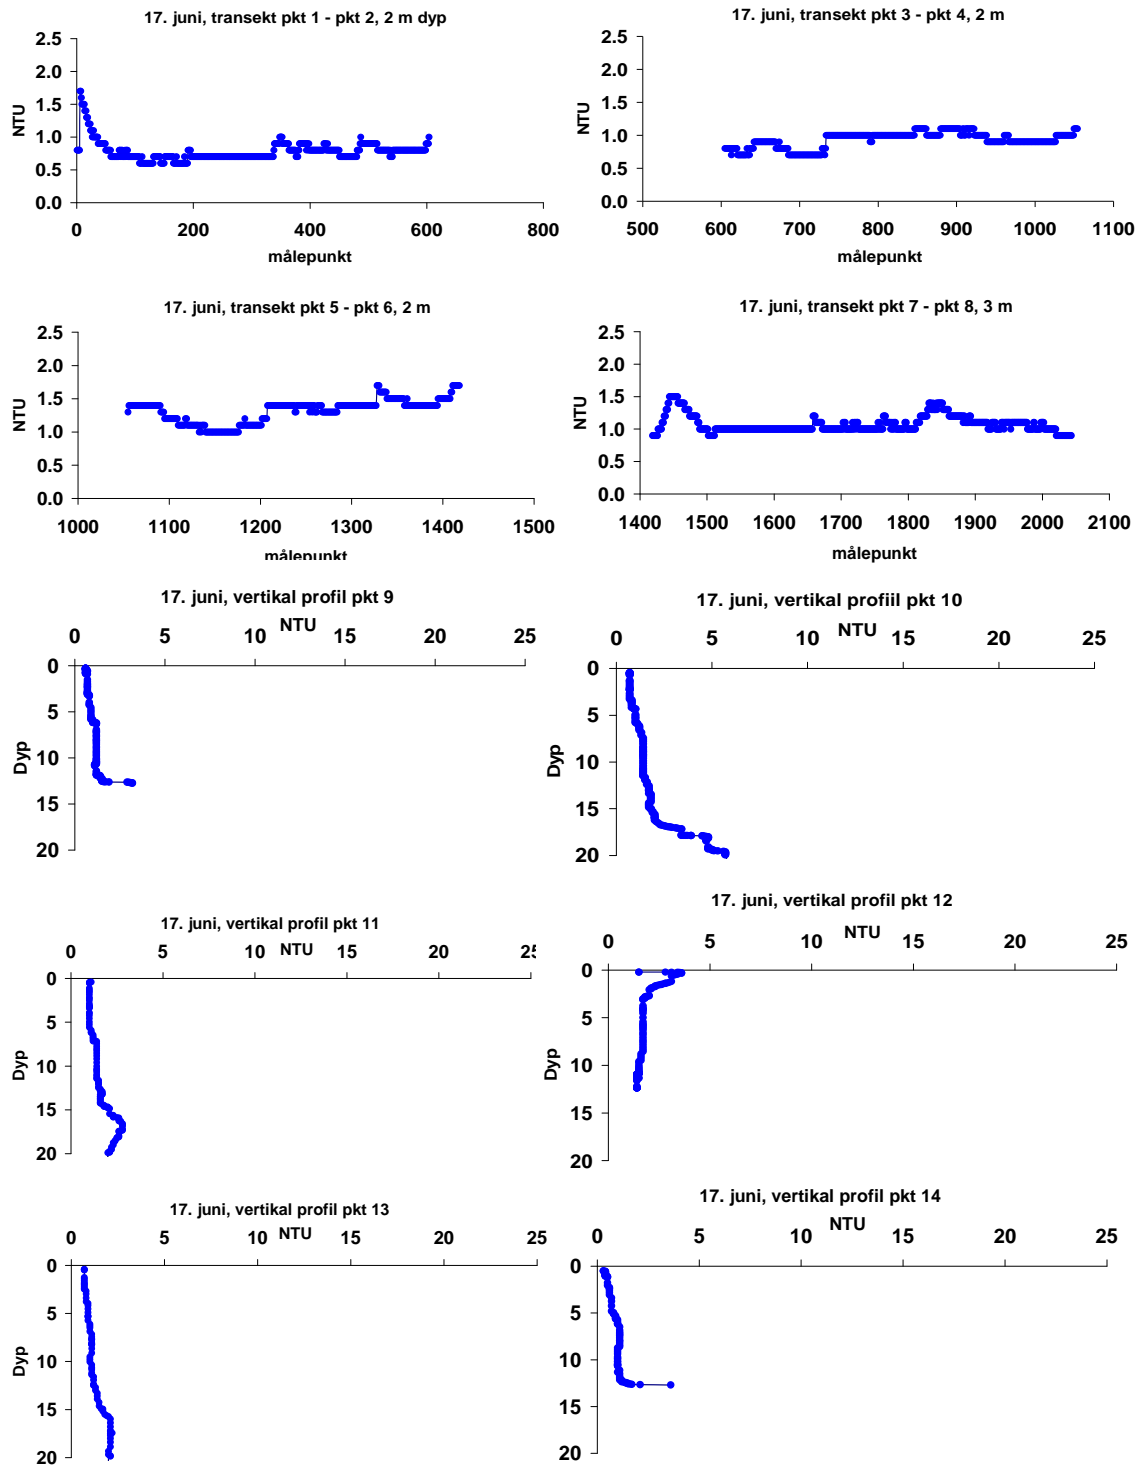 17. juni, transekt pkt 1 - pkt 2, 2 m dyp
2.5
2.0
1.5
1.0
0.5
0.0
NTU
0 200 400 600 800
målepunkt
17. juni, transekt pkt 3 - pkt 4, 2 m
2.5
2.0
1.5
1.0
0.5
0.0
NTU
500 600 700 800 900 1000 1100
målepunkt
17. juni, transekt pkt 5 - pkt 6, 2 m
2.5
2.0
1.5
1.0
0.5
0.0
NTU
1000 1100 1200 1300 1400 1500
målepunkt
17. juni, transekt pkt 7 - pkt 8, 3 m
2.5
2.0
1.5
1.0
0.5
0.0
NTU
1400 1500 1600 1700 1800 1900 2000 2100
målepunkt
17. juni, vertikal profil pkt 9
NTU
0 5 10 15 20 25
0
5
10
15
20
Dyp
17. juni, vertikal profiil pkt 10
NTU
0 5 10 15 20 25
0
5
10
15
20
Dyp
17. juni, vertikal profil pkt 11
NTU
0 5 10 15 20 25
0
5
10
15
20
Dyp
17. juni, vertikal profil pkt 12
NTU
0 5 10 15 20 25
0
5
10
15
20
Dyp
17. juni, vertikal profil pkt 13
NTU
0 5 10 15 20 25
0
5
10
15
20
Dyp
17. juni, vertikal profil pkt 14
NTU
0 5 10 15 20 25
0
5
10
15
20
Dyp